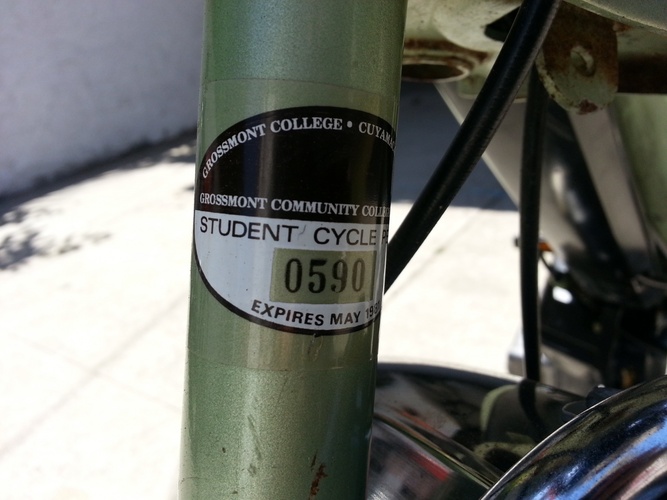 GROSSMONT COLLEGE •
GROSSMONT COMMUNITY
STUDENT CYCLE
0590
EXPIRES MAY